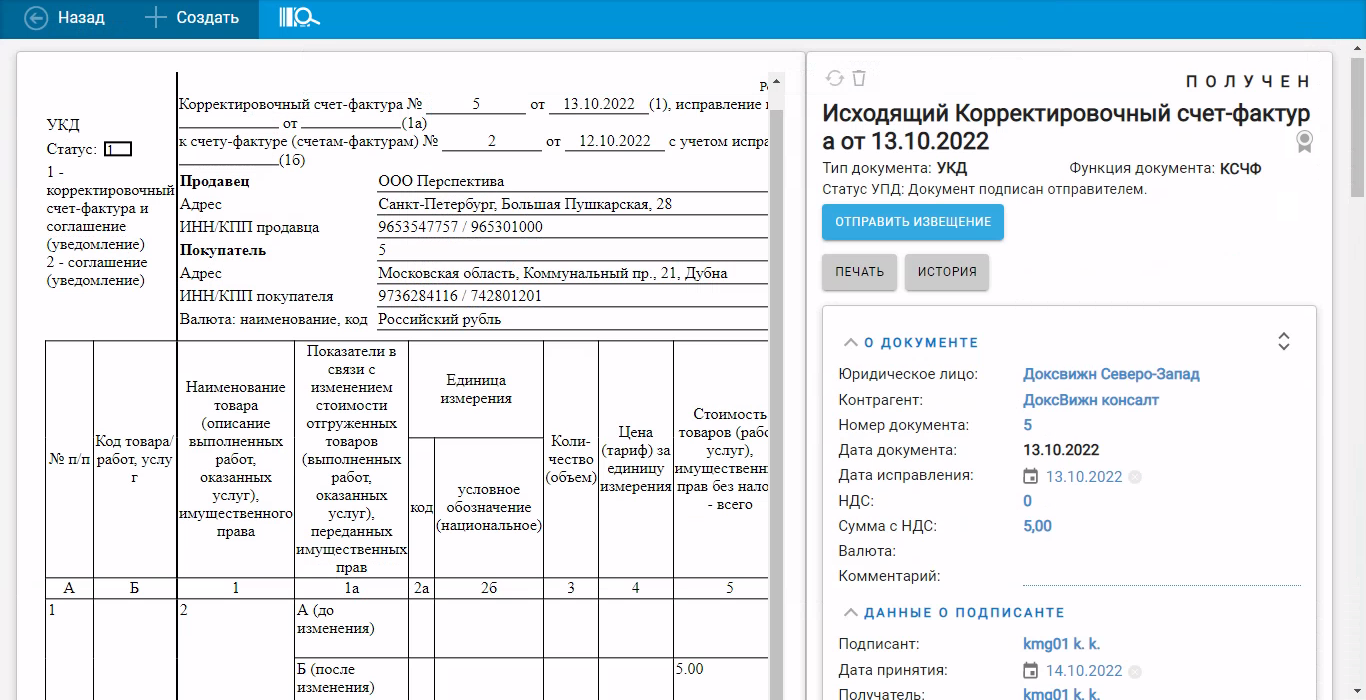 Назад
Создать
УКД
Статус: 1
1 -
корректировочный
счет-фактура и
соглашение
(уведомление)
2 - соглашение
(уведомление)
Корректировочный счет-фактура № 5 от 13.10.2022 (1), исправление
от (1а)
к счету-фактуре (счетам-фактурам) № 2 от 12.10.2022 с учетом испра
(1б)
Продавец ООО Перспектива
Адрес Санкт-Петербург, Большая Пушкарская, 28
ИНН/КПП продавца 9653547757 / 965301000
Покупатель 5
Адрес Московская область, Коммунальный пр., 21, Дубна
ИНН/КПП покупателя 9736284116 / 742801201
Валюта: наименование, код Российский рубль
№ п/п
Код товара/
работ, услу
г
Наименование
товара
(описание
выполненных
работ,
оказанных
услуг),
имущественного
права
Показатели в
связи с
изменением
стоимости
отгруженных
товаров
(выполненных
работ,
оказанных
услуг),
переданных
имущественных
прав
Единица
измерения
код
условное
обозначение
(национальное)
Коли-
чество
(объем)
Цена
(тариф) за
единицу
измерения
Стоимость
товаров (рабо
услуг),
имущественн
прав без нало
- всего
А Б 1 1а 2а 2б 3 4 5
1 2 А (до
изменения)
Б (после 5.00
изменения)
ПОЛУЧЕН
Исходящий Корректировочный счет-фактур
а от 13.10.2022
Тип документа: УКД Функция документа: КСЧФ
Статус УПД: Документ подписан отправителем.
ОТПРАВИТЬ ИЗВЕЩЕНИЕ
ПЕЧАТЬ ИСТОРИЯ
О ДОКУМЕНТЕ
Юридическое лицо: Доксвижн Северо-Запад
Контрагент: ДоксВижн консалт
Номер документа: 5
Дата документа: 13.10.2022
Дата исправления: 13.10.2022
НДС: 0
Сумма с НДС: 5,00
Валюта:
Комментарий:
ДАННЫЕ О ПОДПИСАНТЕ
Подписант: kmg01 k. k.
Дата принятия: 14.10.2022
Получатель: kmg01 k. k.